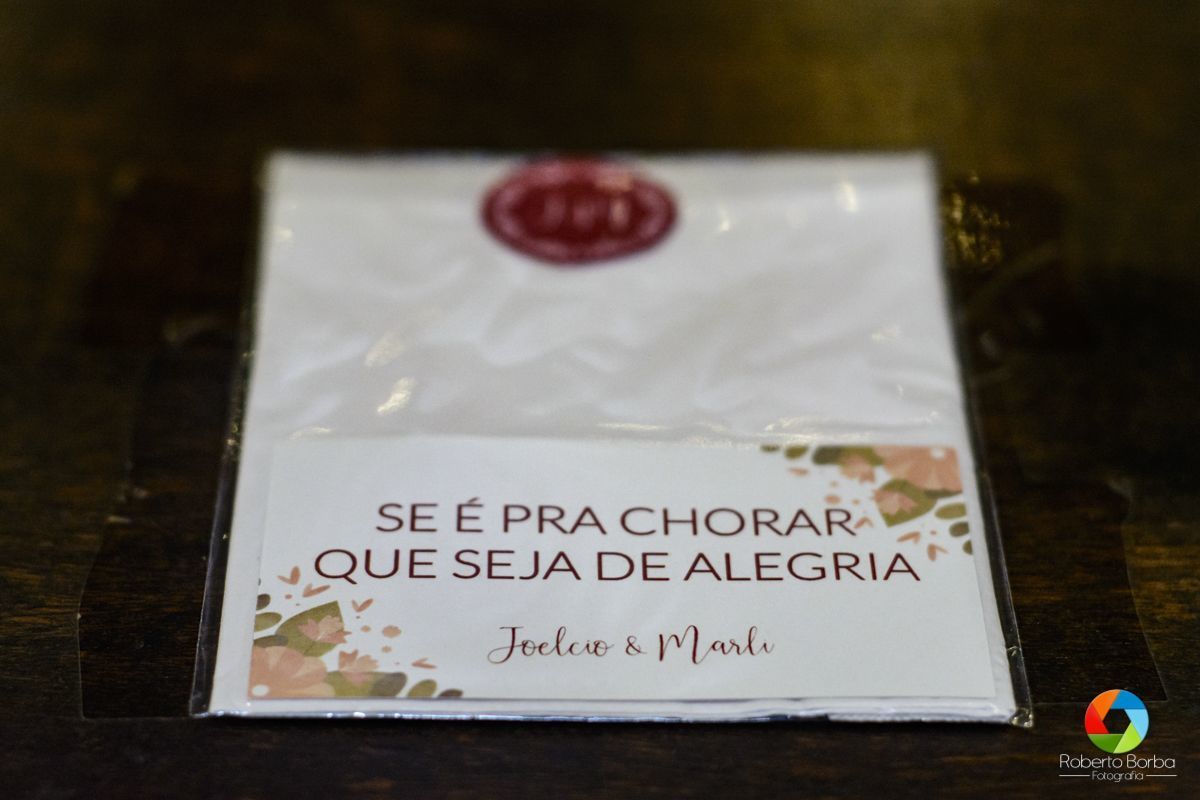 SE É PRA CHORAR
QUE SEJA DE ALEGRIA
Joelcio & Marli
Roberto Borba
Fotografia